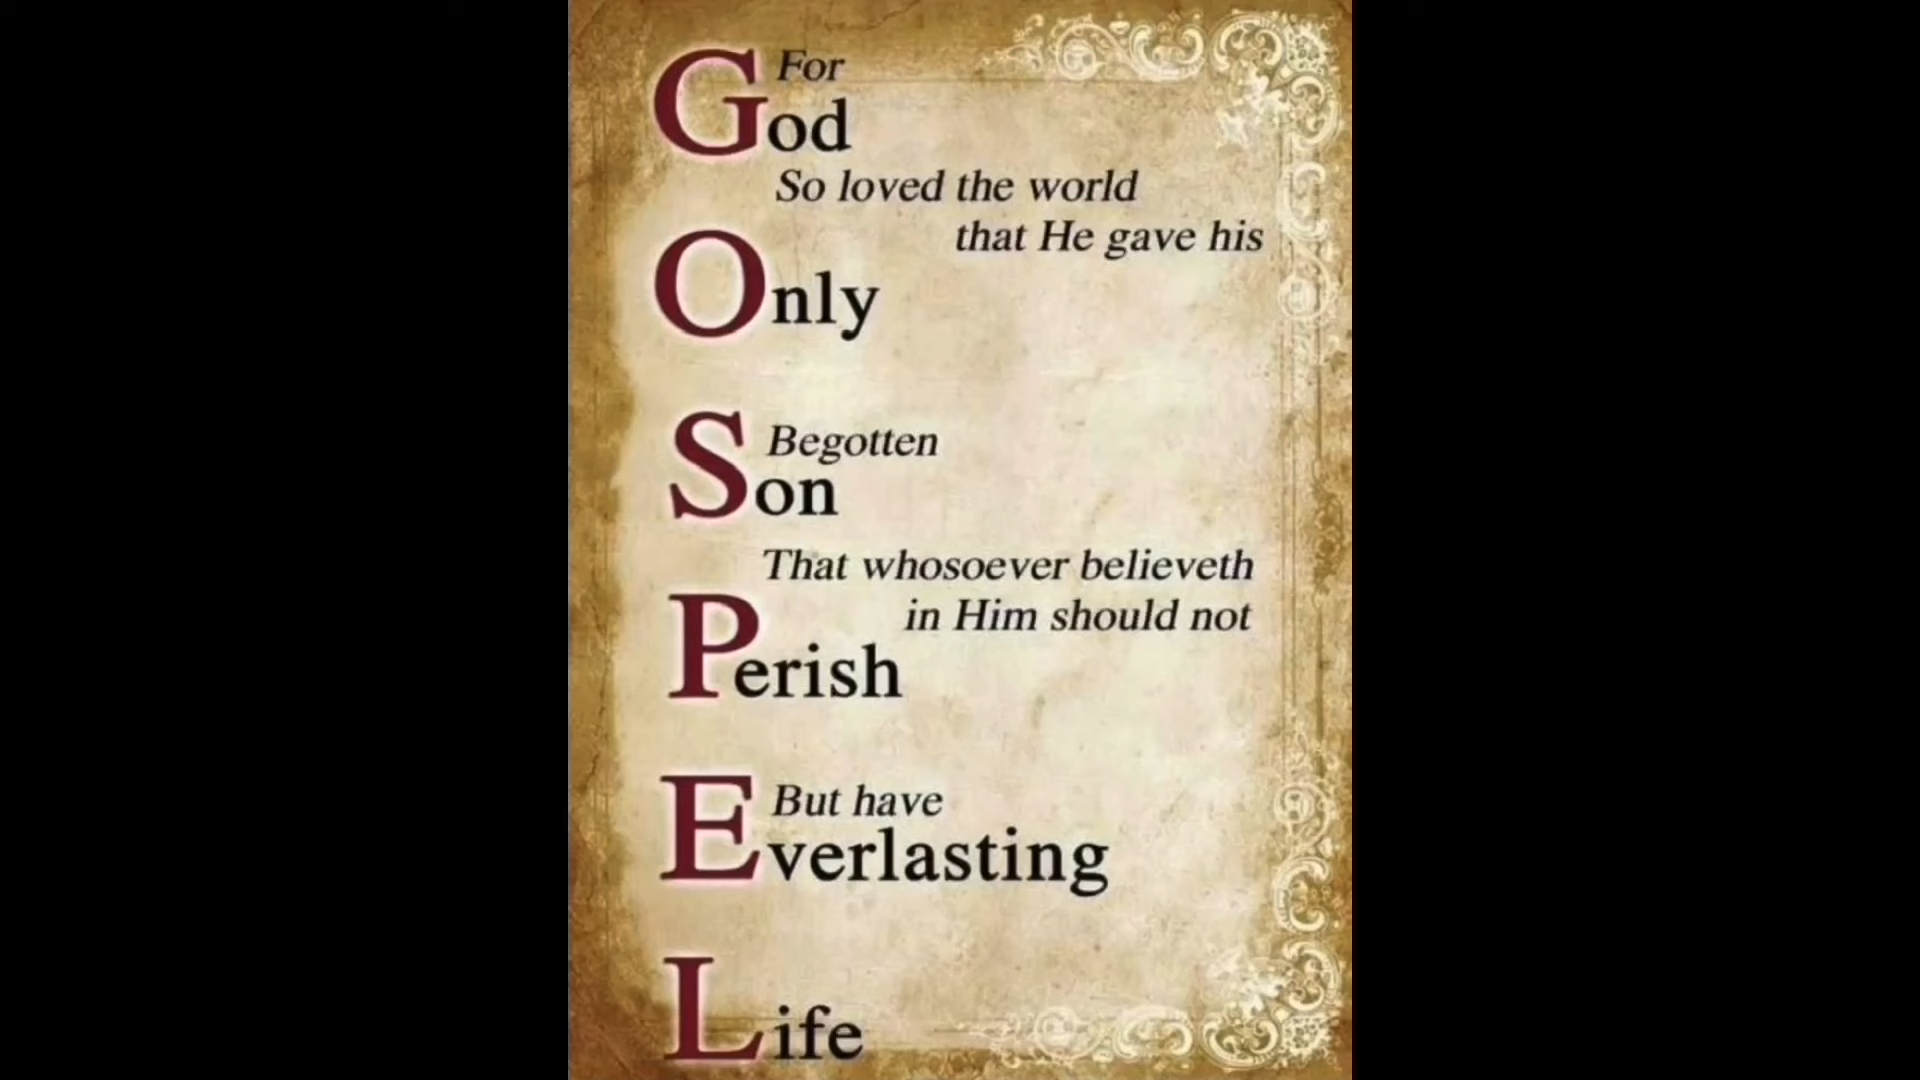 For
God
So loved the world
that He gave his
Only
Begotten
Son
That whosoever believeth
in Him should not
Perish
But have
Everlasting
Life